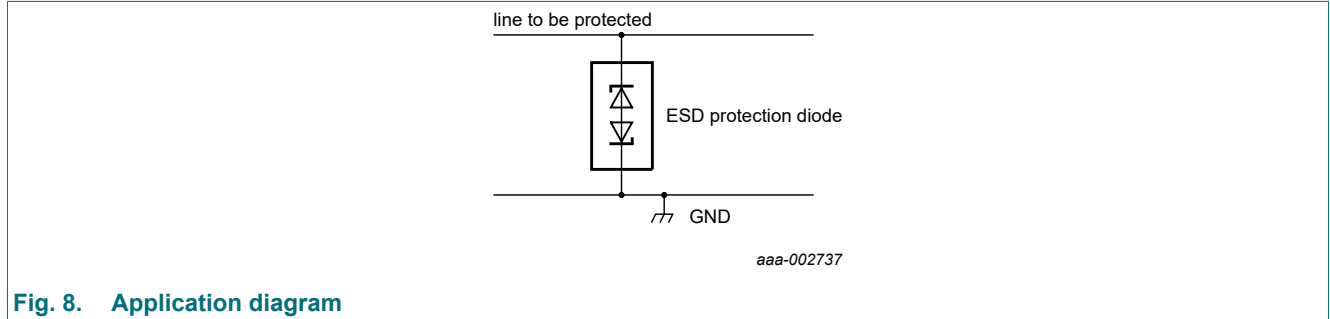 line to be protected
ESD protection diode
GND
aaa-002737
Fig. 8. Application diagram